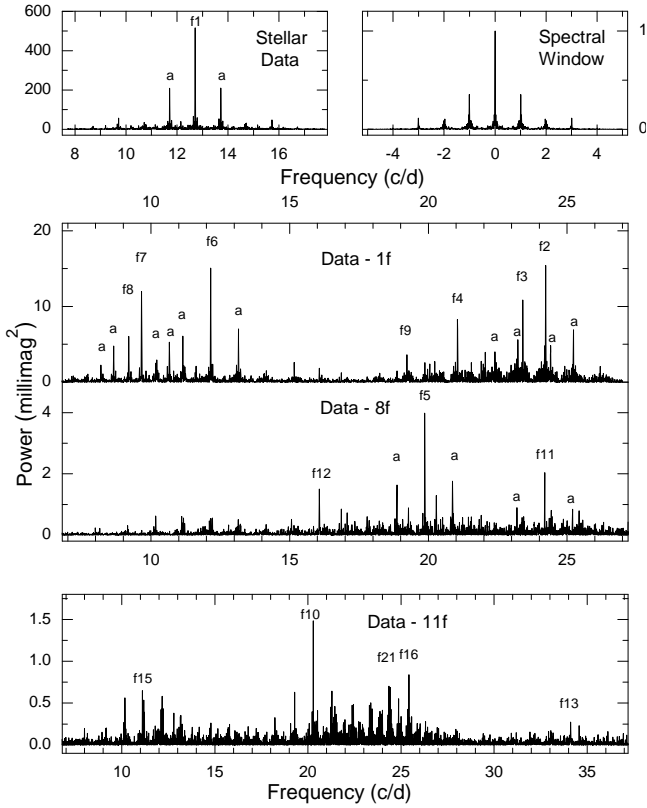 600
400
200
0
f1
a
a
Stellar
Data
8 10 12 14 16
Spectral
Window
1
0
-4 -2 0 2 4
Frequency (c/d)
Frequency (c/d)
10 15 20 25
20
10
0
Data - 1f
a
a
f8
f7
a
a
a
f6
a
f9
f4
a
a
f3
f2
a
a
Power (millimag²)
4
2
0
Data - 8f
f12
a
f5
a
a
f11
a
10 15 20 25
1.5
1.0
0.5
0.0
Data - 11f
f15
f10
f21
f16
f13
10 15 20 25 30 35
Frequency (c/d)